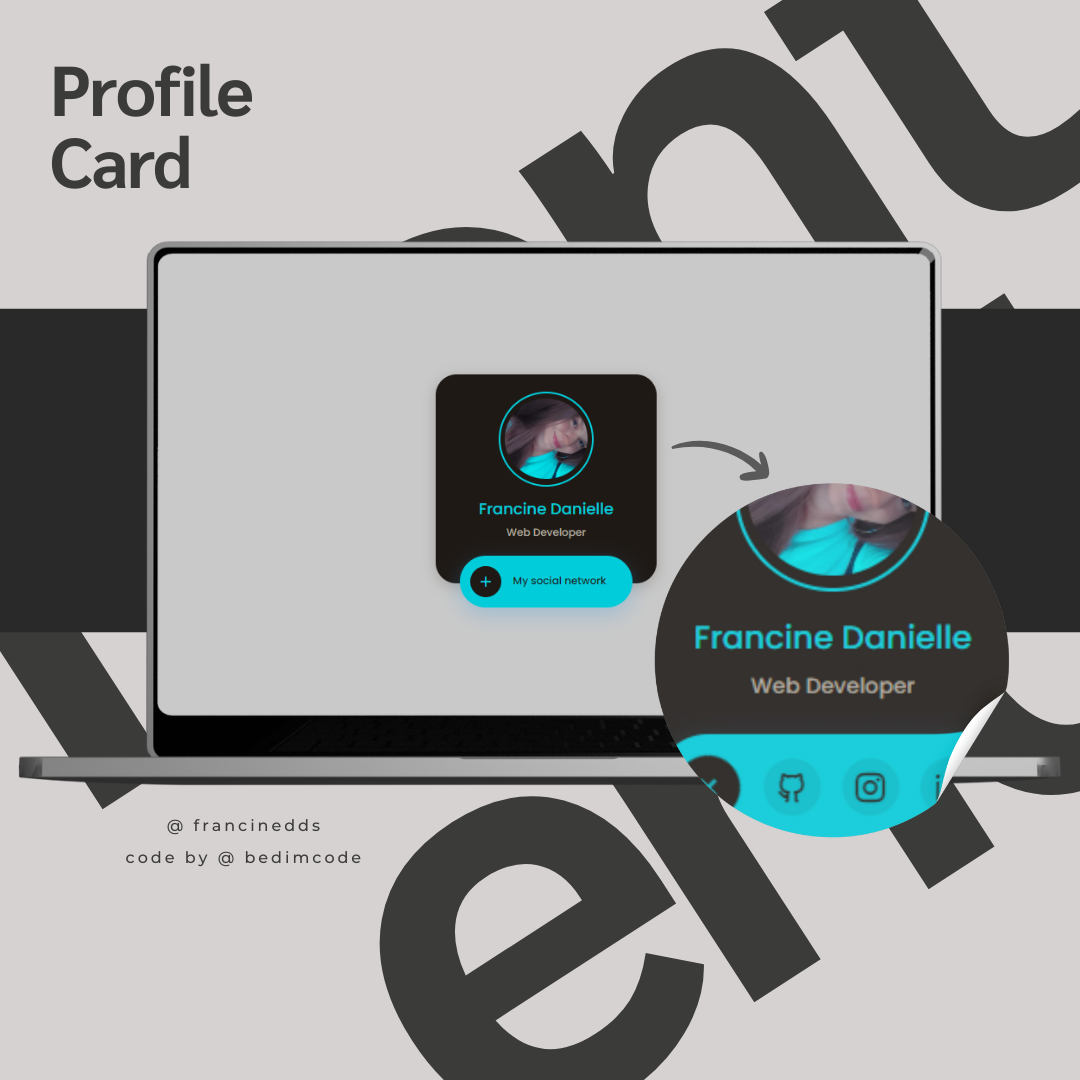 Profile
Card
Francine Danielle
Web Developer
+ My social network
Francine Danielle
Web Developer
@ francinedds
code by @ bedimcode